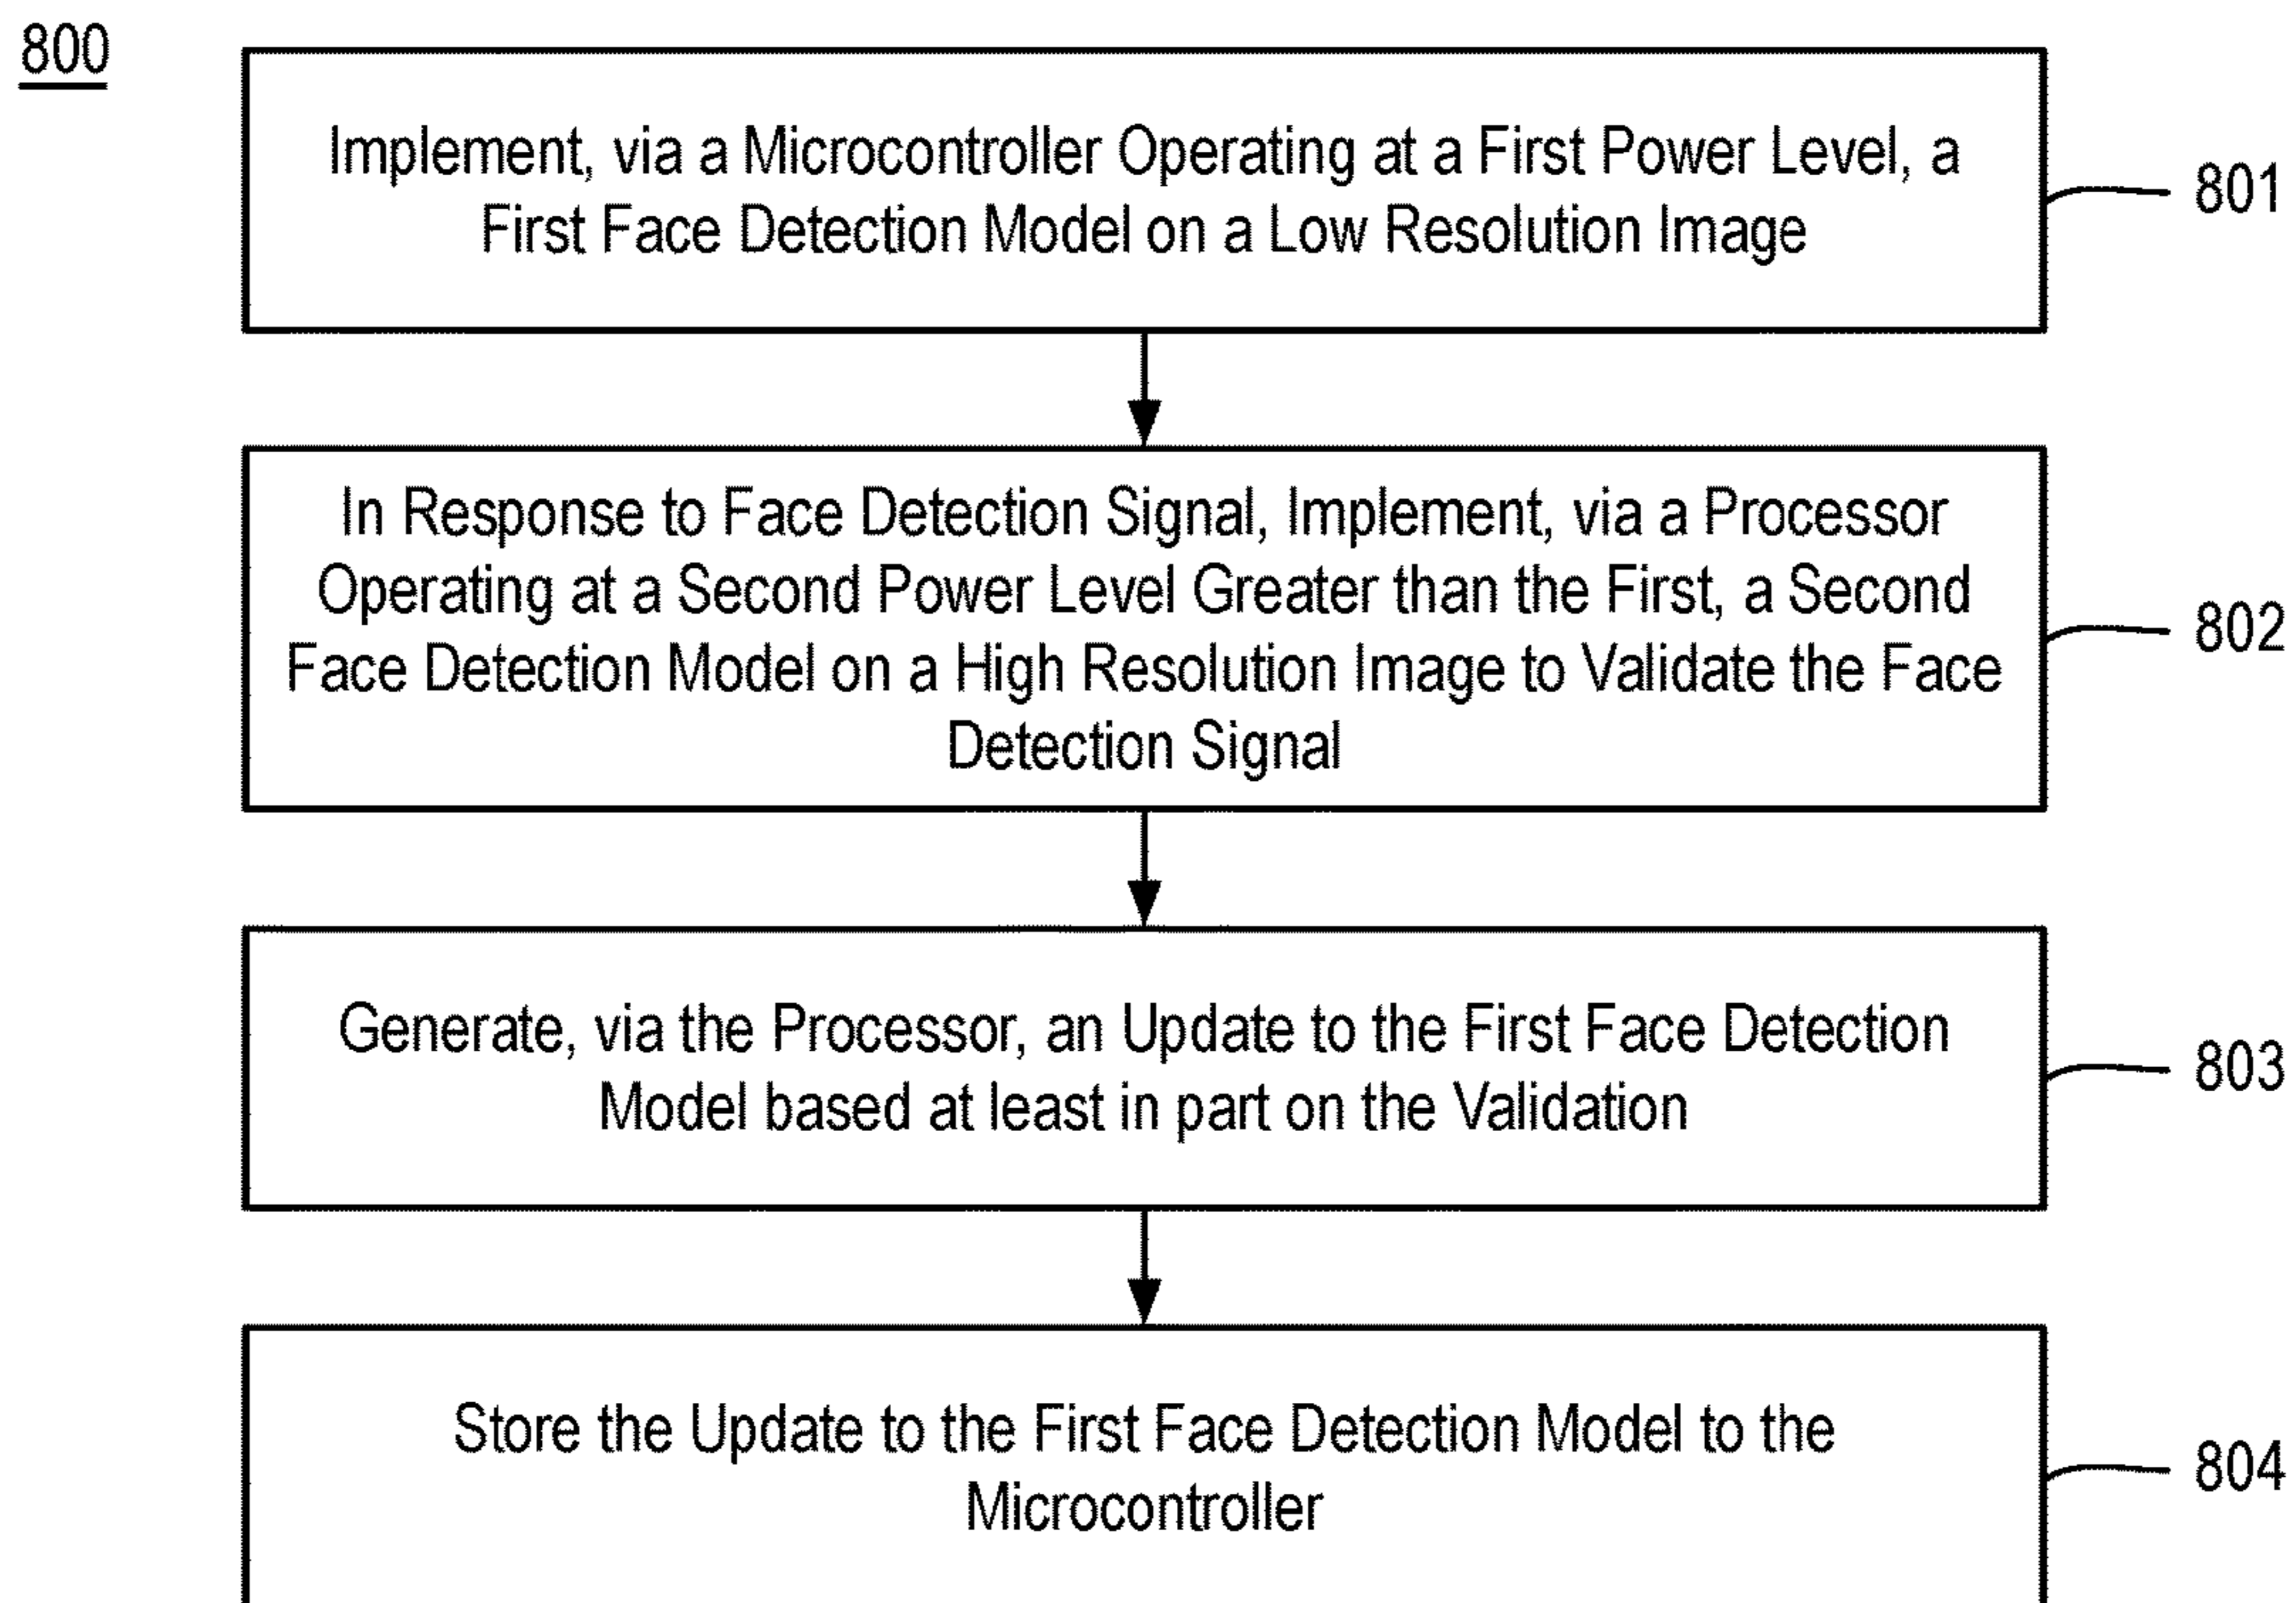 800
Implement, via a Microcontroller Operating at a First Power Level, a
First Face Detection Model on a Low Resolution Image
801
In Response to Face Detection Signal, Implement, via a Processor
Operating at a Second Power Level Greater than the First, a Second
Face Detection Model on a High Resolution Image to Validate the Face
Detection Signal
802
Generate, via the Processor, an Update to the First Face Detection
Model based at least in part on the Validation
803
Store the Update to the First Face Detection Model to the
Microcontroller
804